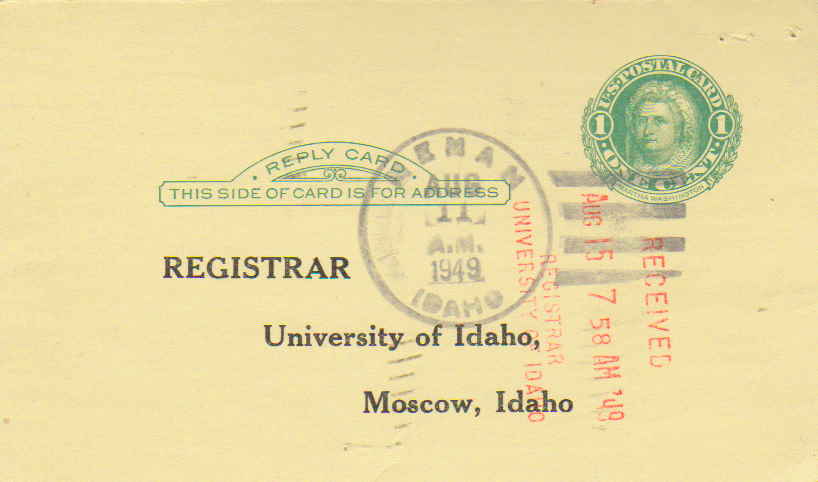 U·S·POSTAL CARD
1 1
·ONE CENT·
MARTHA WASHINGTON
REPLY CARD
THIS SIDE OF CARD IS FOR ADDRESS
AUG
11
A.M.
1949
IDAHO
REGISTRAR
University of Idaho,
Moscow, Idaho
RECEIVED
AUG 15 7 58 AM '49
REGISTRAR
UNIVERSITY OF IDAHO